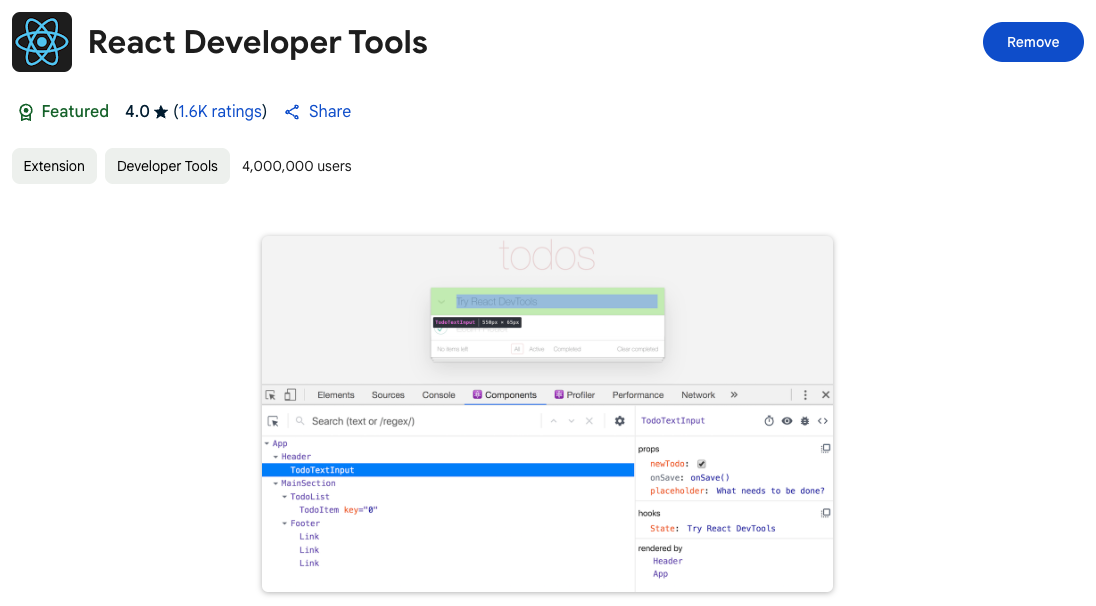 React Developer Tools
Remove
Featured 4.0 ★ (1.6K ratings) Share
Extension Developer Tools 4,000,000 users
todos
Try React DevTools
TodoTextInput | 550px × 65px
No items left All Active Completed Clear completed
Elements Sources Console Components Profiler Performance Network »
Search (text or /regex/)
TodoTextInput
App
Header
TodoTextInput
MainSection
TodoList
TodoItem key="0"
Footer
Link
Link
Link
props
newTodo:
onSave: onSave()
placeholder: What needs to be done?
hooks
State: Try React DevTools
rendered by
Header
App